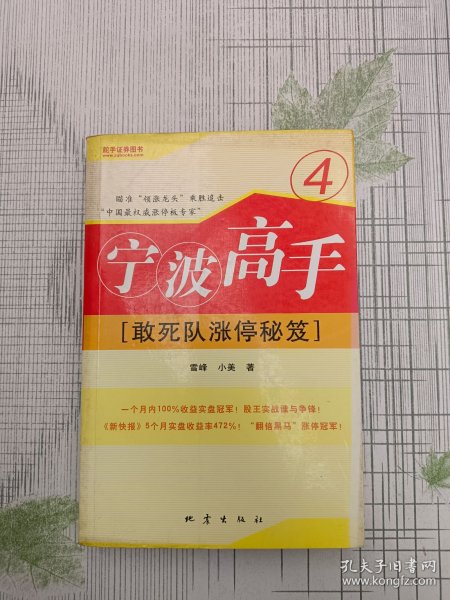 舵手证券图书
www.zqbooks.com
4
瞄准“领涨龙头”乘胜追击
“中国最权威涨停板专家”
宁波高手
[敢死队涨停秘笈]
雪峰 小美 著
一个月内100%收益实盘冠军！股王实战谁与争锋！
《新快报》5个月实盘收益率472%！“翻倍黑马”涨停冠军！
地震出版社
孔夫子旧书网
www.kongfz.com